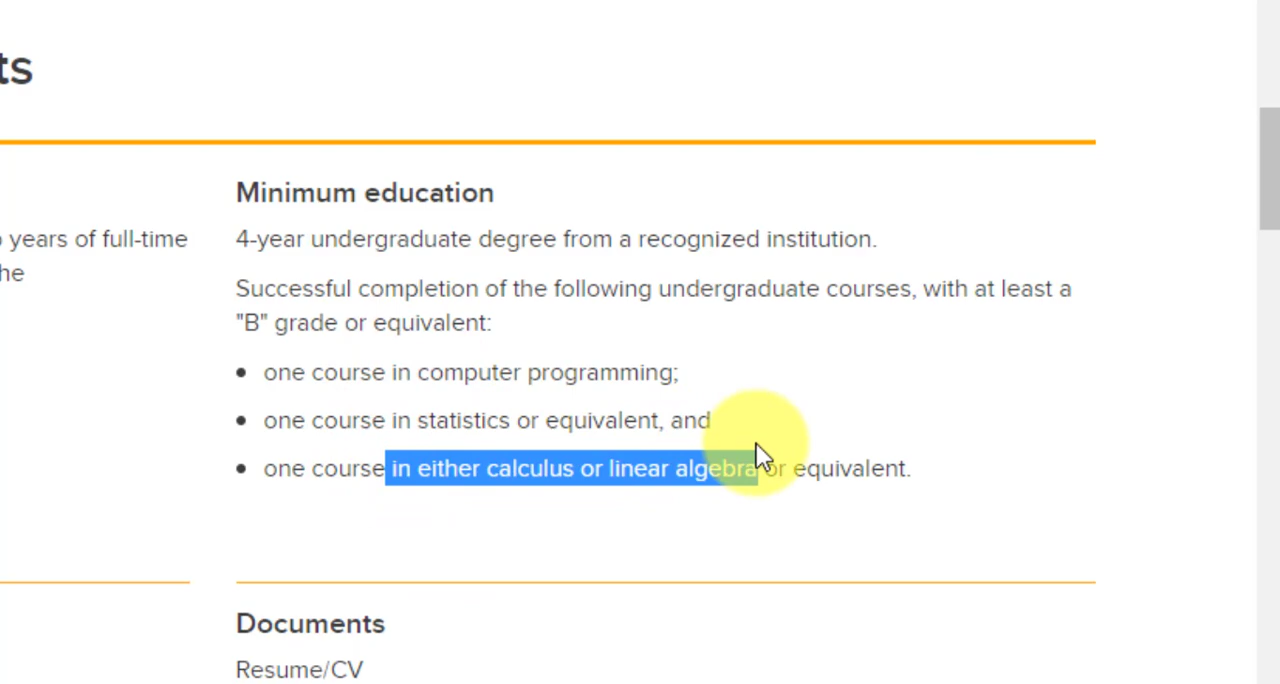 ts
Minimum education
years of full-time
4-year undergraduate degree from a recognized institution.
he
Successful completion of the following undergraduate courses, with at least a
"B" grade or equivalent:
• one course in computer programming;
• one course in statistics or equivalent, and
• one course in either calculus or linear algebra or equivalent.
Documents
Resume/CV